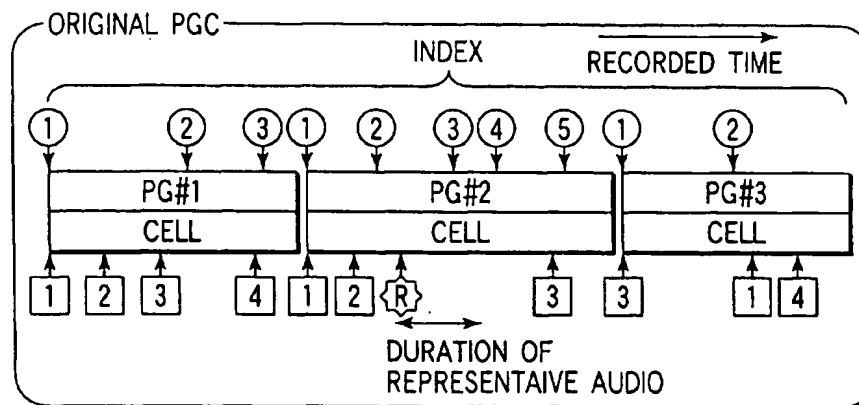 ORIGINAL PGC
INDEX
RECORDED TIME
1 2 3 1 2 3 4 5 1 2
PG#1 PG#2 PG#3
CELL CELL CELL
1 2 3 4 1 2 R 3 3 1 4
DURATION OF
REPRESENTAIVE AUDIO